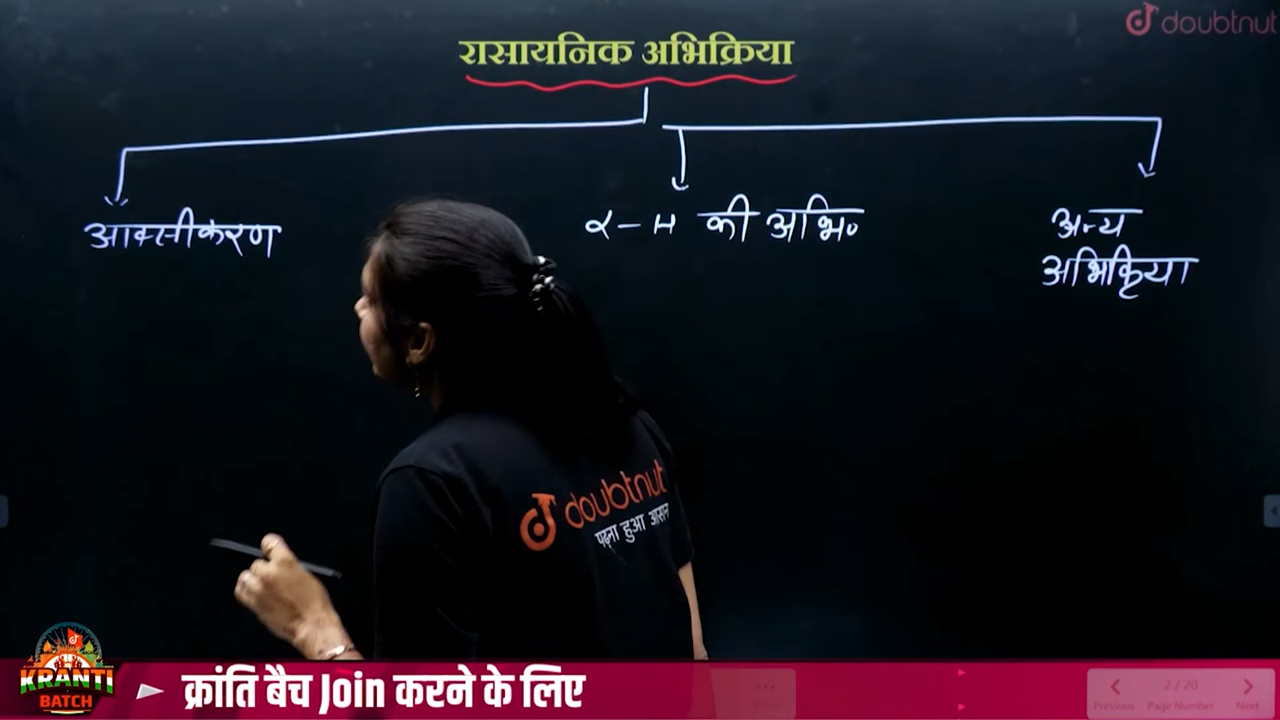 doubtnut
रासायनिक अभिक्रिया
आक्सीकरण
α-H की अभि०
अन्य
अभिक्रिया
doubtnut
पढ़ना हुआ आसान
KRANTI
BATCH
क्रांति बैच Join करने के लिए
2 / 20
Previous Page Number Next